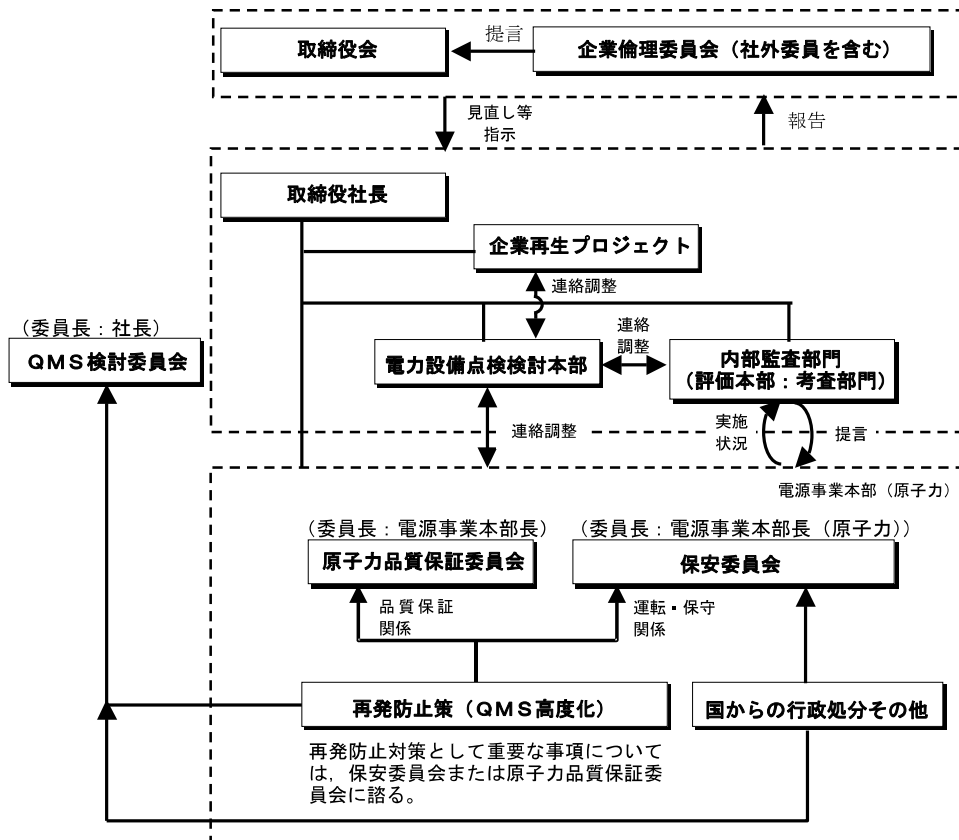 取締役会
提言
企業倫理委員会（社外委員を含む）
見直し等
指示
報告
取締役社長
企業再生プロジェクト
連絡調整
（委員長：社長）
ＱＭＳ検討委員会
電力設備点検検討本部
連絡
調整
内部監査部門
（評価本部：考査部門）
連絡調整
実施
状況
提言
電源事業本部（原子力）
（委員長：電源事業本部長）
原子力品質保証委員会
（委員長：電源事業本部長（原子力））
保安委員会
品質保証
関係
運転・保守
関係
再発防止策（ＱＭＳ高度化）
国からの行政処分その他
再発防止対策として重要な事項について
は，保安委員会または原子力品質保証委
員会に諮る。